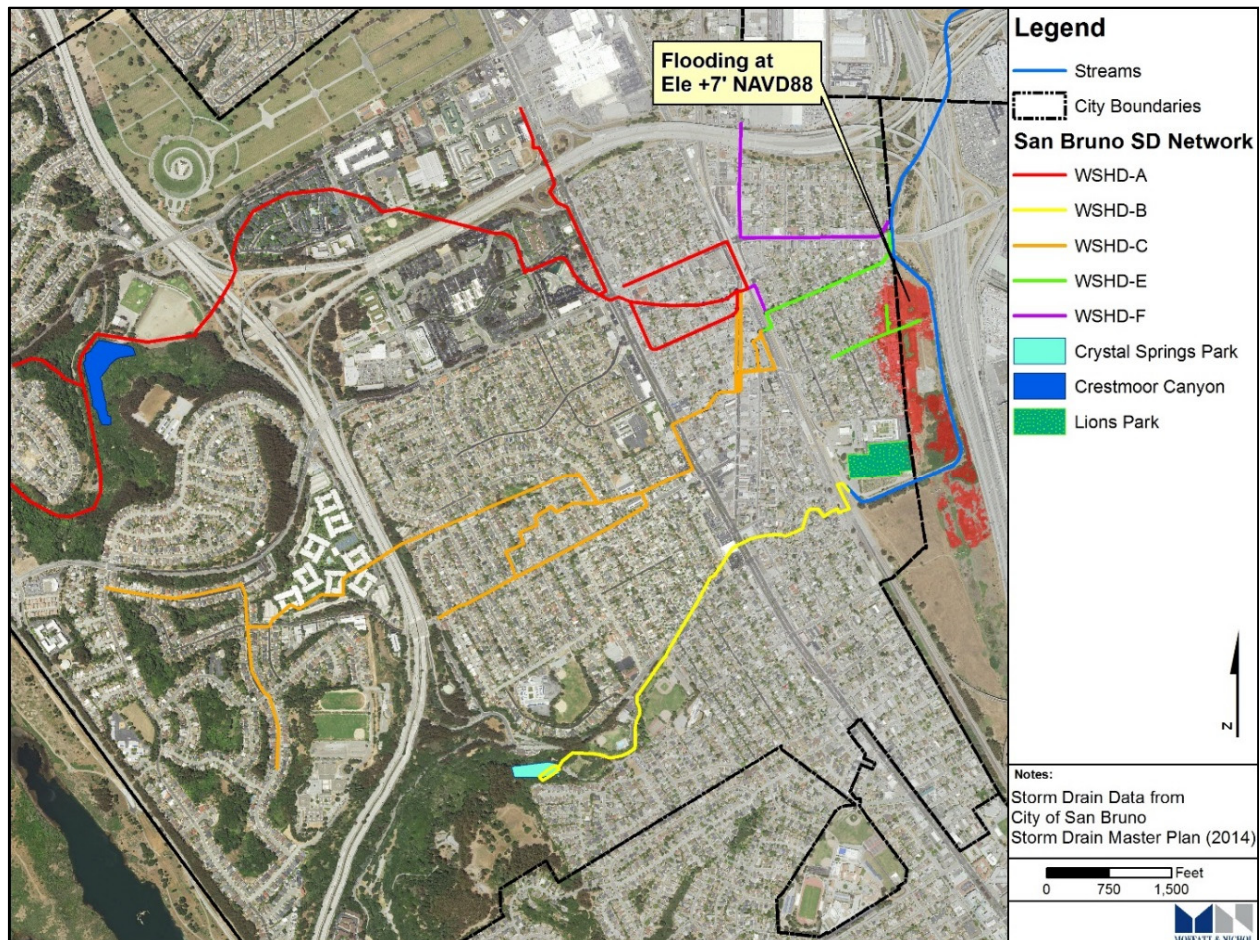 Flooding at
Ele +7' NAVD88
Legend
Streams
City Boundaries
San Bruno SD Network
WSHD-A
WSHD-B
WSHD-C
WSHD-E
WSHD-F
Crystal Springs Park
Crestmoor Canyon
Lions Park
N
Notes:
Storm Drain Data from
City of San Bruno
Storm Drain Master Plan (2014)
Feet
0 750 1,500
MOFFATT & NICHOL